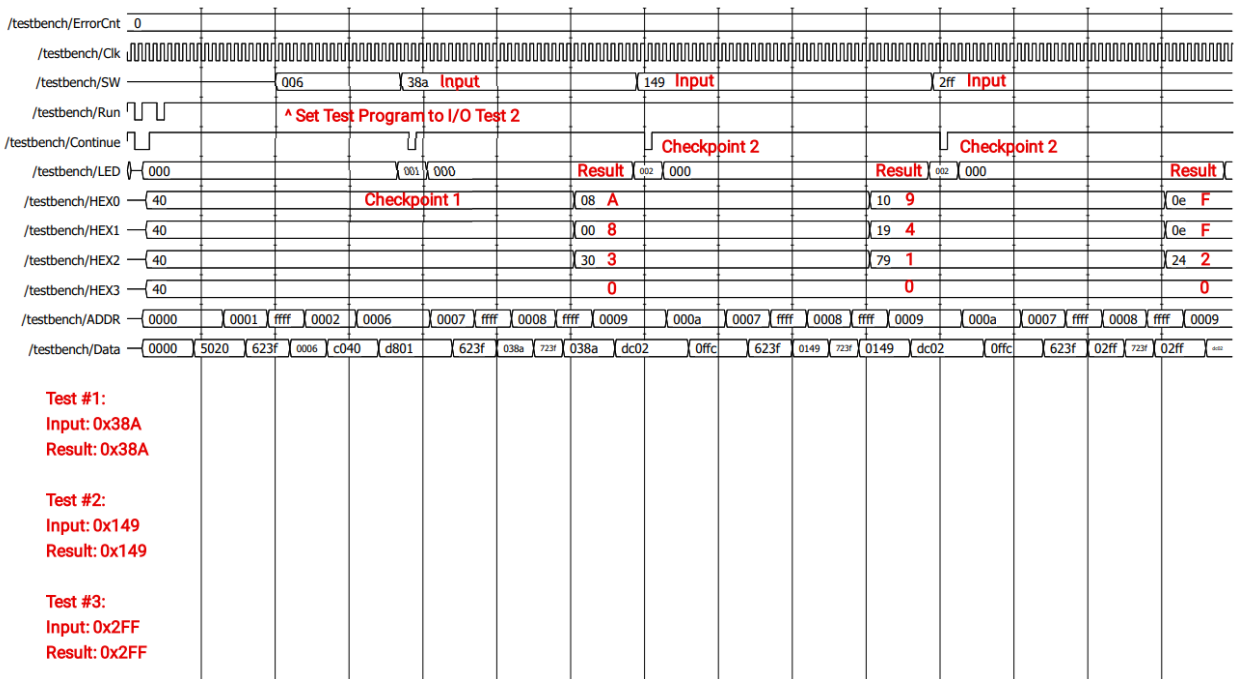 /testbench/ErrorCnt 0
/testbench/Clk
/testbench/SW 006 38a Input 149 Input 2ff Input
/testbench/Run ^ Set Test Program to I/O Test 2
/testbench/Continue Checkpoint 2 Checkpoint 2
/testbench/LED 000 001 000 Result 002 000 Result 002 000 Result
/testbench/HEX0 40 Checkpoint 1 08 A 10 9 0e F
/testbench/HEX1 40 00 8 19 4 0e F
/testbench/HEX2 40 30 3 79 1 24 2
/testbench/HEX3 40 0 0 0
/testbench/ADDR 0000 0001 ffff 0002 0006 0007 ffff 0008 ffff 0009 000a 0007 ffff 0008 ffff 0009 000a 0007 ffff 0008 ffff 0009
/testbench/Data 0000 5020 623f 0006 c040 d801 623f 038a 723f 038a dc02 0ffc 623f 0149 723f 0149 dc02 0ffc 623f 02ff 723f 02ff dc02
Test #1:
Input: 0x38A
Result: 0x38A
Test #2:
Input: 0x149
Result: 0x149
Test #3:
Input: 0x2FF
Result: 0x2FF